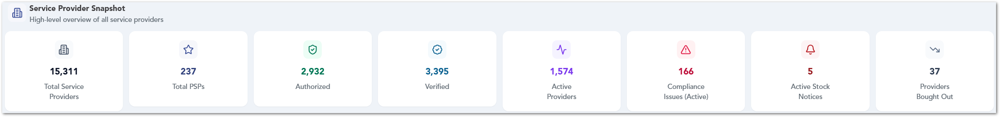 Service Provider Snapshot
High-level overview of all service providers
15,311
Total Service
Providers
237
Total PSPs
2,932
Authorized
3,395
Verified
1,574
Active
Providers
166
Compliance
Issues (Active)
5
Active Stock
Notices
37
Providers
Bought Out